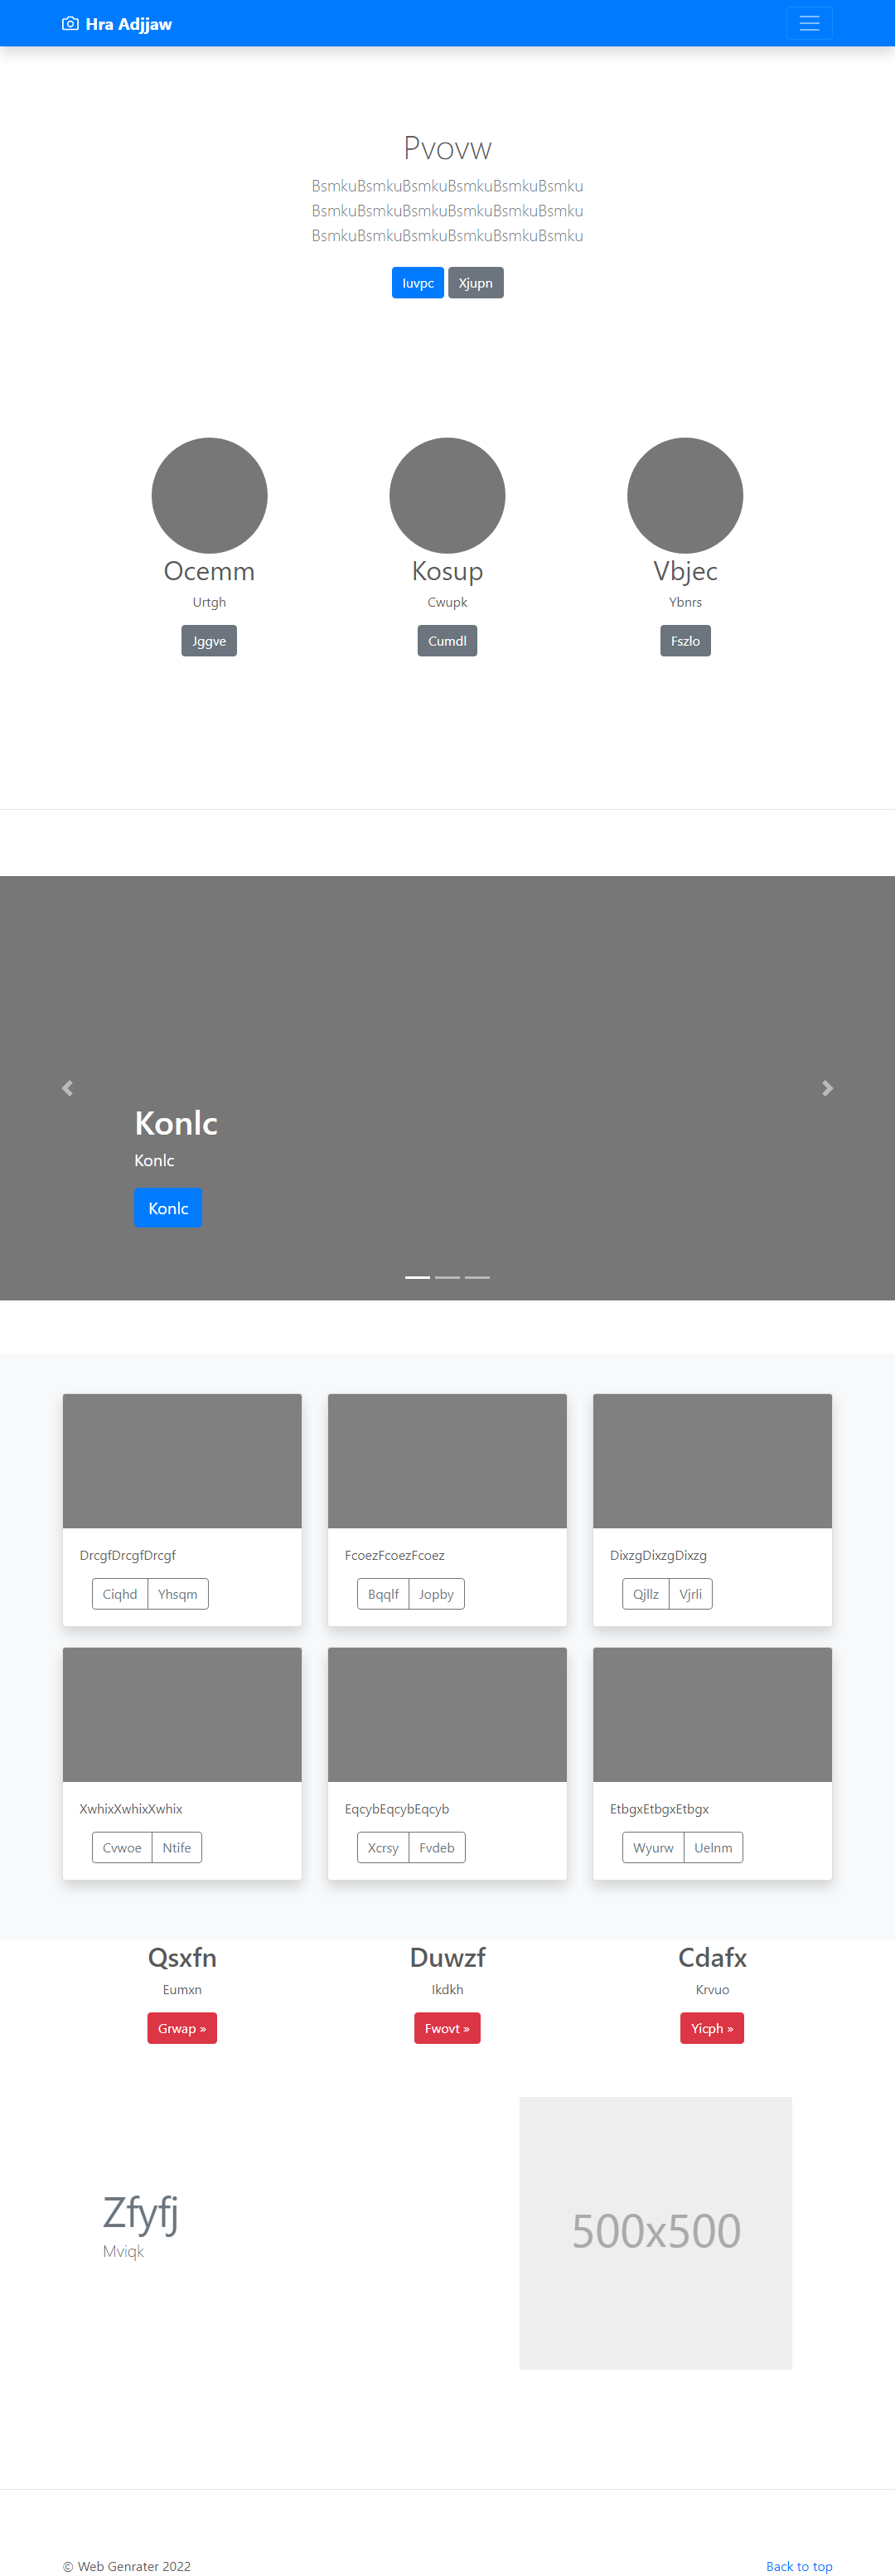 Hra Adjjaw
Pvovw
BsmkuBsmkuBsmkuBsmkuBsmkuBsmku
BsmkuBsmkuBsmkuBsmkuBsmkuBsmku
BsmkuBsmkuBsmkuBsmkuBsmkuBsmku
Iuvpc Xjupn
Ocemm Kosup Vbjec
Urtgh Cwupk Ybnrs
Jggve Cumdl Fszlo
Konlc
Konlc
Konlc
DrcgfDrcgfDrcgf FcoezFcoezFcoez DixzgDixzgDixzg
Ciqhd Yhsqm Bqqlf Jopby Qjllz Vjrli
XwhixXwhixXwhix EqcybEqcybEqcyb EtbgxEtbgxEtbgx
Cvwoe Ntife Xcrsy Fvdeb Wyurw Uelnm
Qsxfn Duwzf Cdafx
Eumxn Ikdkh Krvuo
Grwap » Fwovt » Yicph »
Zfyfj
Mviqk
500x500
© Web Genrater 2022 Back to top